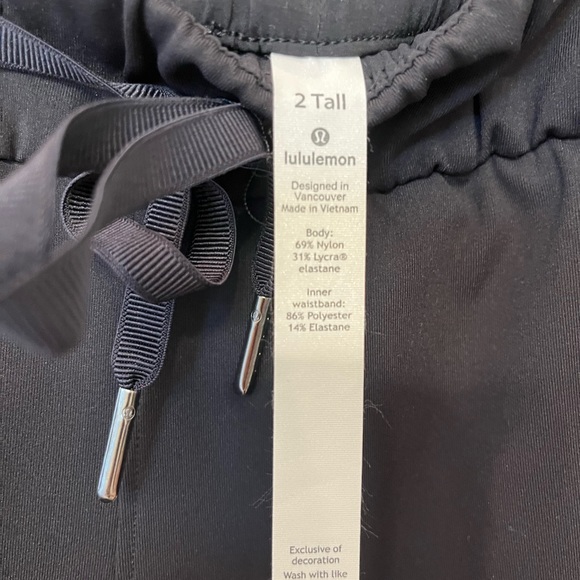 2 Tall
lululemon
Designed in
Vancouver
Made in Vietnam
Body:
69% Nylon
31% Lycra®
elastane
Inner
waistband:
86% Polyester
14% Elastane
Exclusive of
decoration
Wash with like